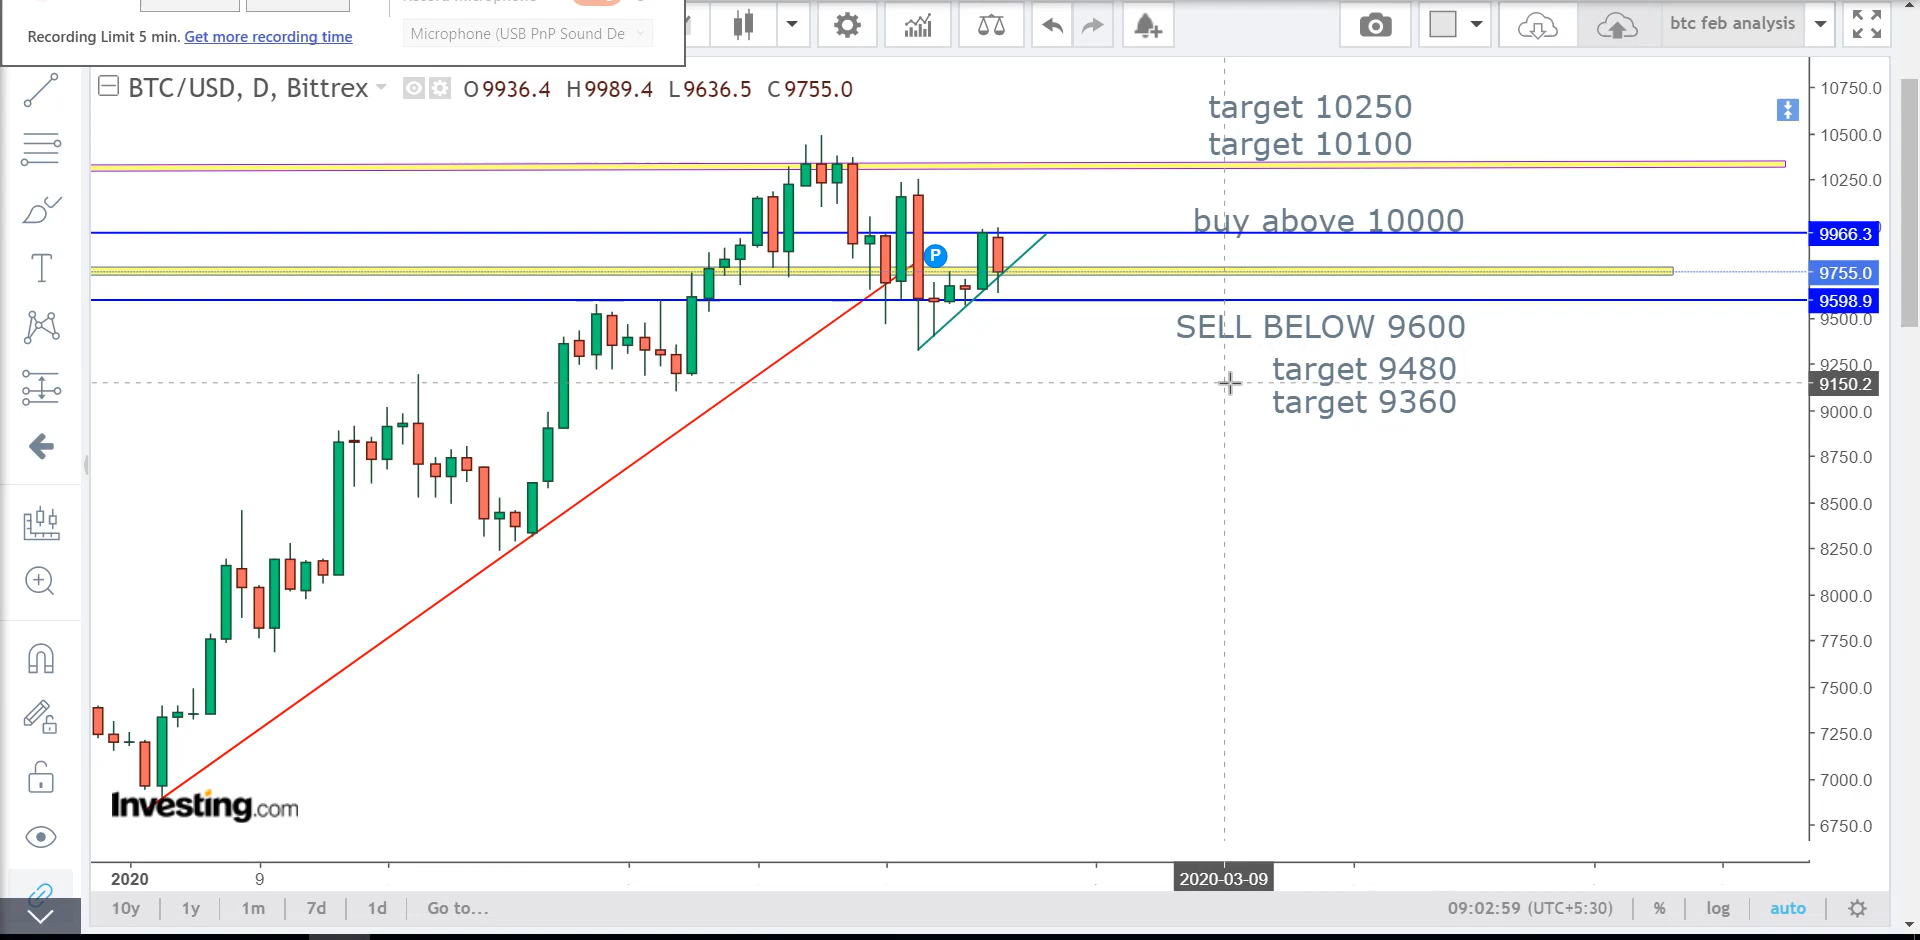 Recording Limit 5 min. Get more recording time
Microphone (USB PnP Sound De
btc feb analysis
BTC/USD, D, Bittrex O 9936.4 H 9989.4 L 9636.5 C 9755.0
target 10250
target 10100
buy above 10000
SELL BELOW 9600
target 9480
target 9360
P
10750.0
10500.0
10250.0
9966.3
9755.0
9598.9
9500.0
9250.0
9150.2
9000.0
8750.0
8500.0
8250.0
8000.0
7750.0
7500.0
7250.0
7000.0
6750.0
Investing.com
2020 9 2020-03-09
10y 1y 1m 7d 1d Go to... 09:02:59 (UTC+5:30) % log auto